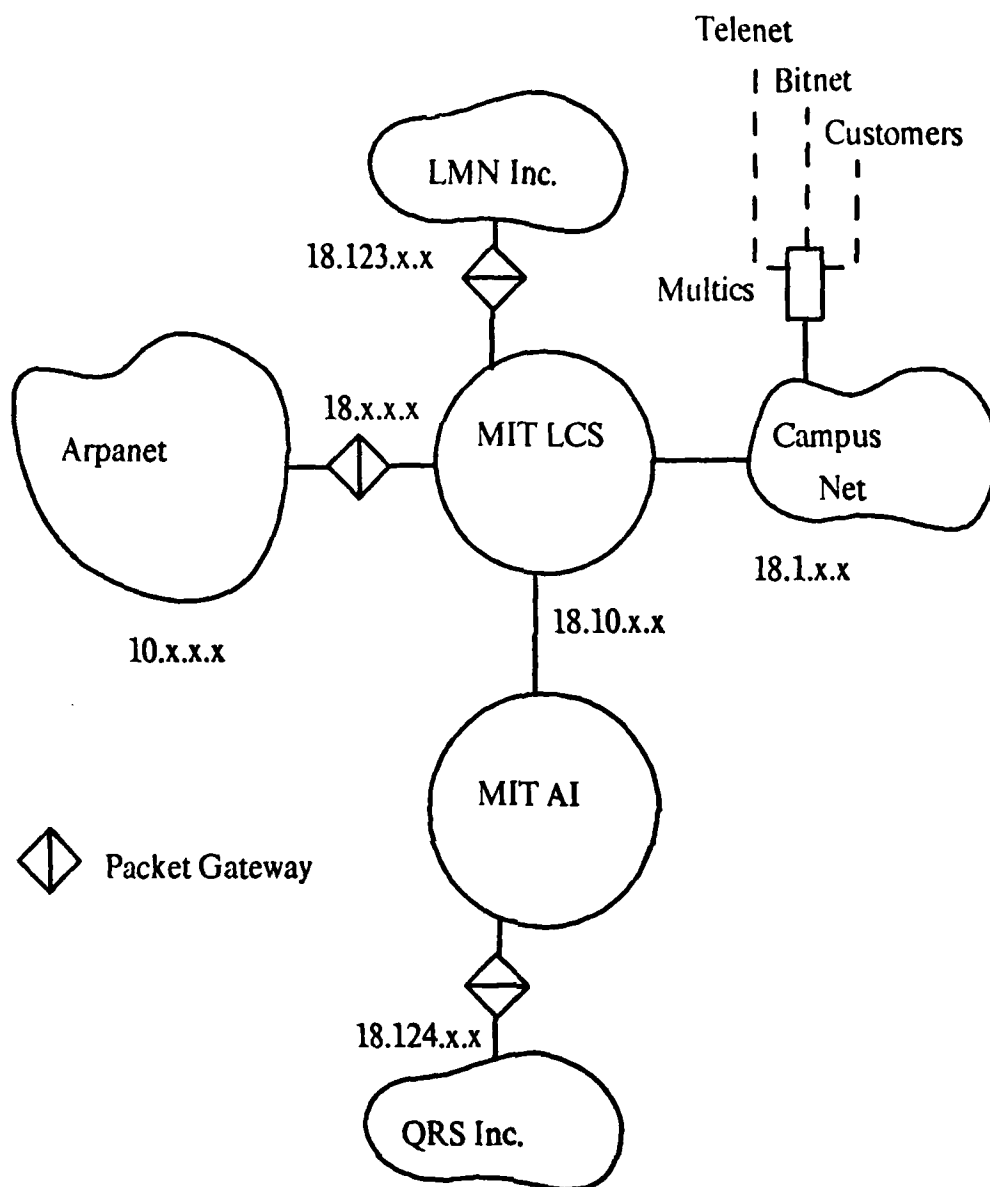 Telenet
Bitnet
Customers
LMN Inc.
18.123.x.x
Multics
18.x.x.x
MIT LCS
Campus
Net
Arpanet
18.1.x.x
18.10.x.x
10.x.x.x
MIT AI
Packet Gateway
18.124.x.x
QRS Inc.